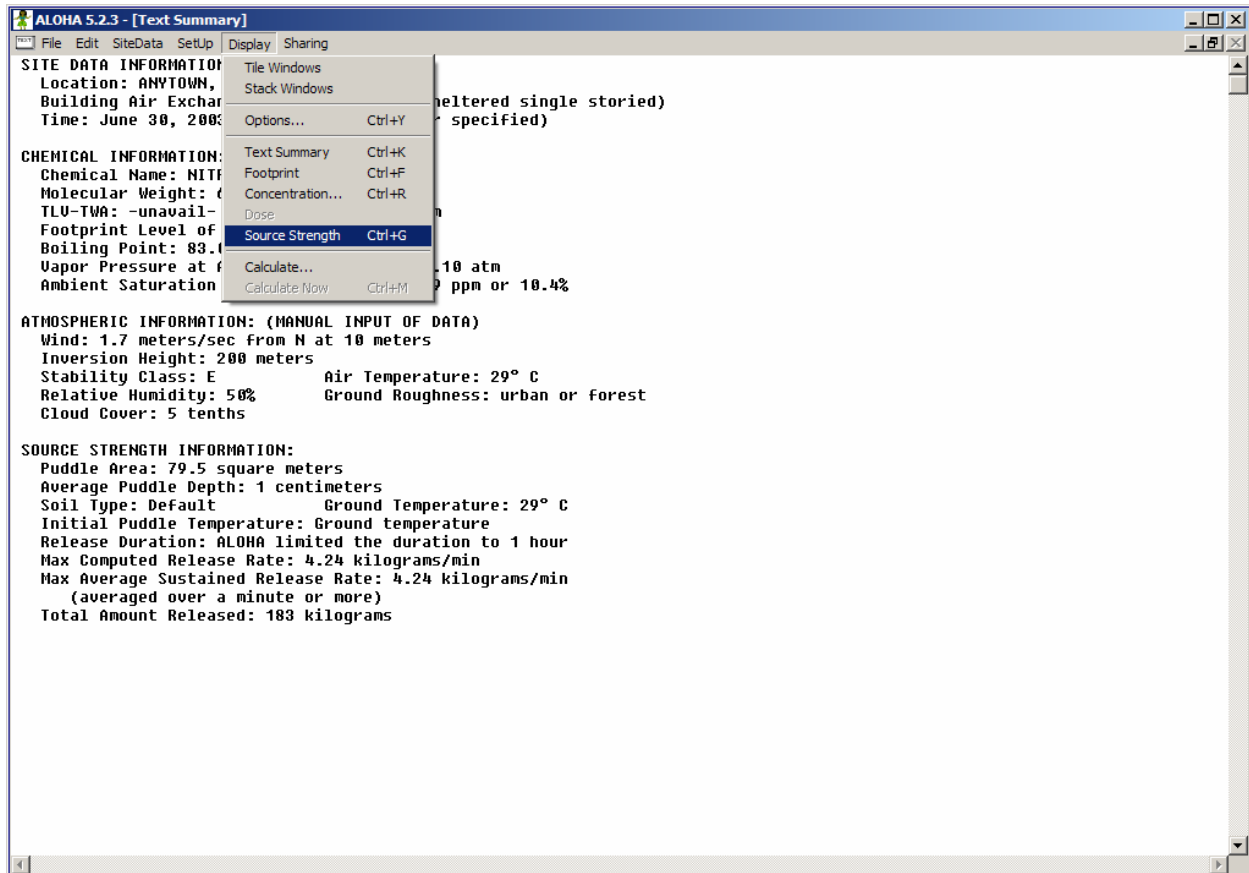 ALOHA 5.2.3 - [Text Summary]
File Edit SiteData SetUp Display Sharing
Tile Windows
Stack Windows
Options... Ctrl+Y
Text Summary Ctrl+K
Footprint Ctrl+F
Concentration... Ctrl+R
Dose
Source Strength Ctrl+G
Calculate...
Calculate Now Ctrl+M
SITE DATA INFORMATION
Location: ANYTOWN,
Building Air Exchan heltered single storied)
Time: June 30, 2003 r specified)
CHEMICAL INFORMATION:
Chemical Name: NITR
Molecular Weight:
TLV-TWA: -unavail-
Footprint Level of
Boiling Point: 83.
Vapor Pressure at .10 atm
Ambient Saturation ppm or 10.4%
ATMOSPHERIC INFORMATION: (MANUAL INPUT OF DATA)
Wind: 1.7 meters/sec from N at 10 meters
Inversion Height: 200 meters
Stability Class: E Air Temperature: 29° C
Relative Humidity: 50% Ground Roughness: urban or forest
Cloud Cover: 5 tenths
SOURCE STRENGTH INFORMATION:
Puddle Area: 79.5 square meters
Average Puddle Depth: 1 centimeters
Soil Type: Default Ground Temperature: 29° C
Initial Puddle Temperature: Ground temperature
Release Duration: ALOHA limited the duration to 1 hour
Max Computed Release Rate: 4.24 kilograms/min
Max Average Sustained Release Rate: 4.24 kilograms/min
(averaged over a minute or more)
Total Amount Released: 183 kilograms